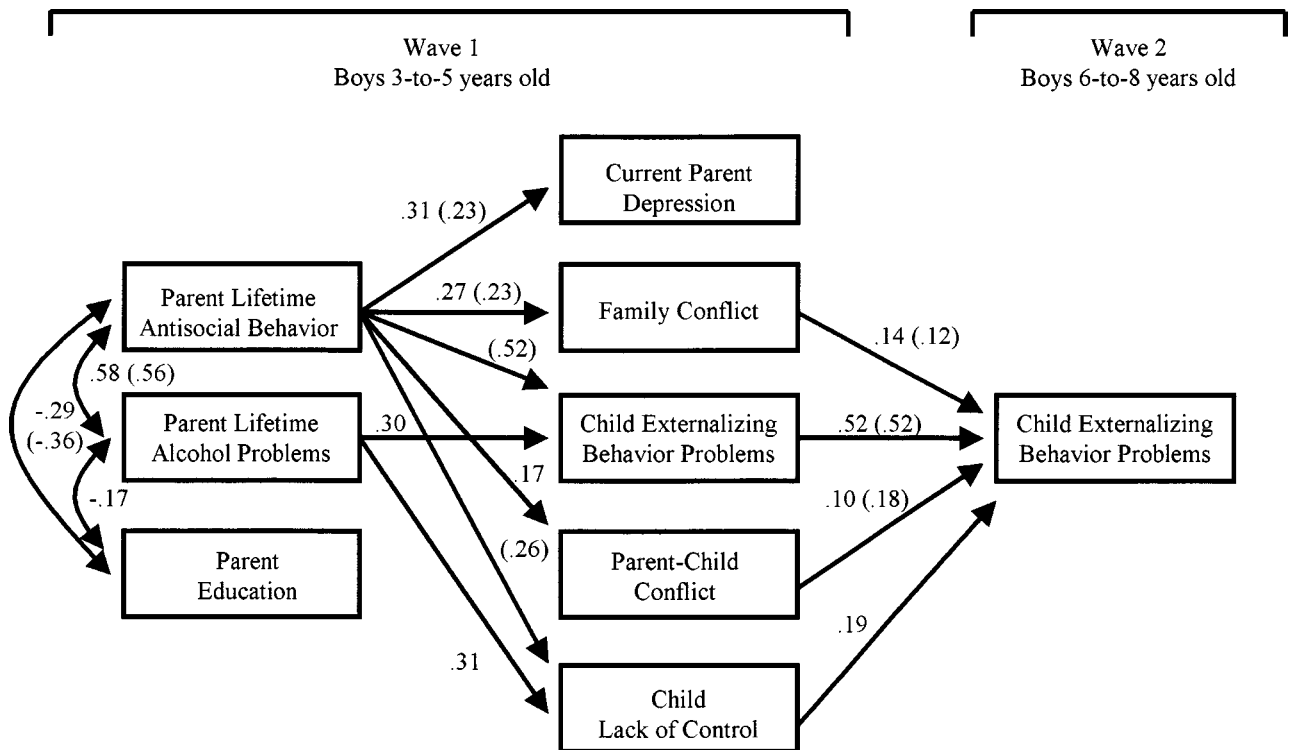 Wave 1
Boys 3-to-5 years old
Wave 2
Boys 6-to-8 years old
Current Parent
Depression
.31 (.23)
Parent Lifetime
Antisocial Behavior
.27 (.23)
Family Conflict
.14 (.12)
(.52)
.58 (.56)
-.29
(-.36)
Parent Lifetime
Alcohol Problems
.30
Child Externalizing
Behavior Problems
.52 (.52)
Child Externalizing
Behavior Problems
.17
-.17
.10 (.18)
Parent
Education
(.26)
Parent-Child
Conflict
.19
.31
Child
Lack of Control